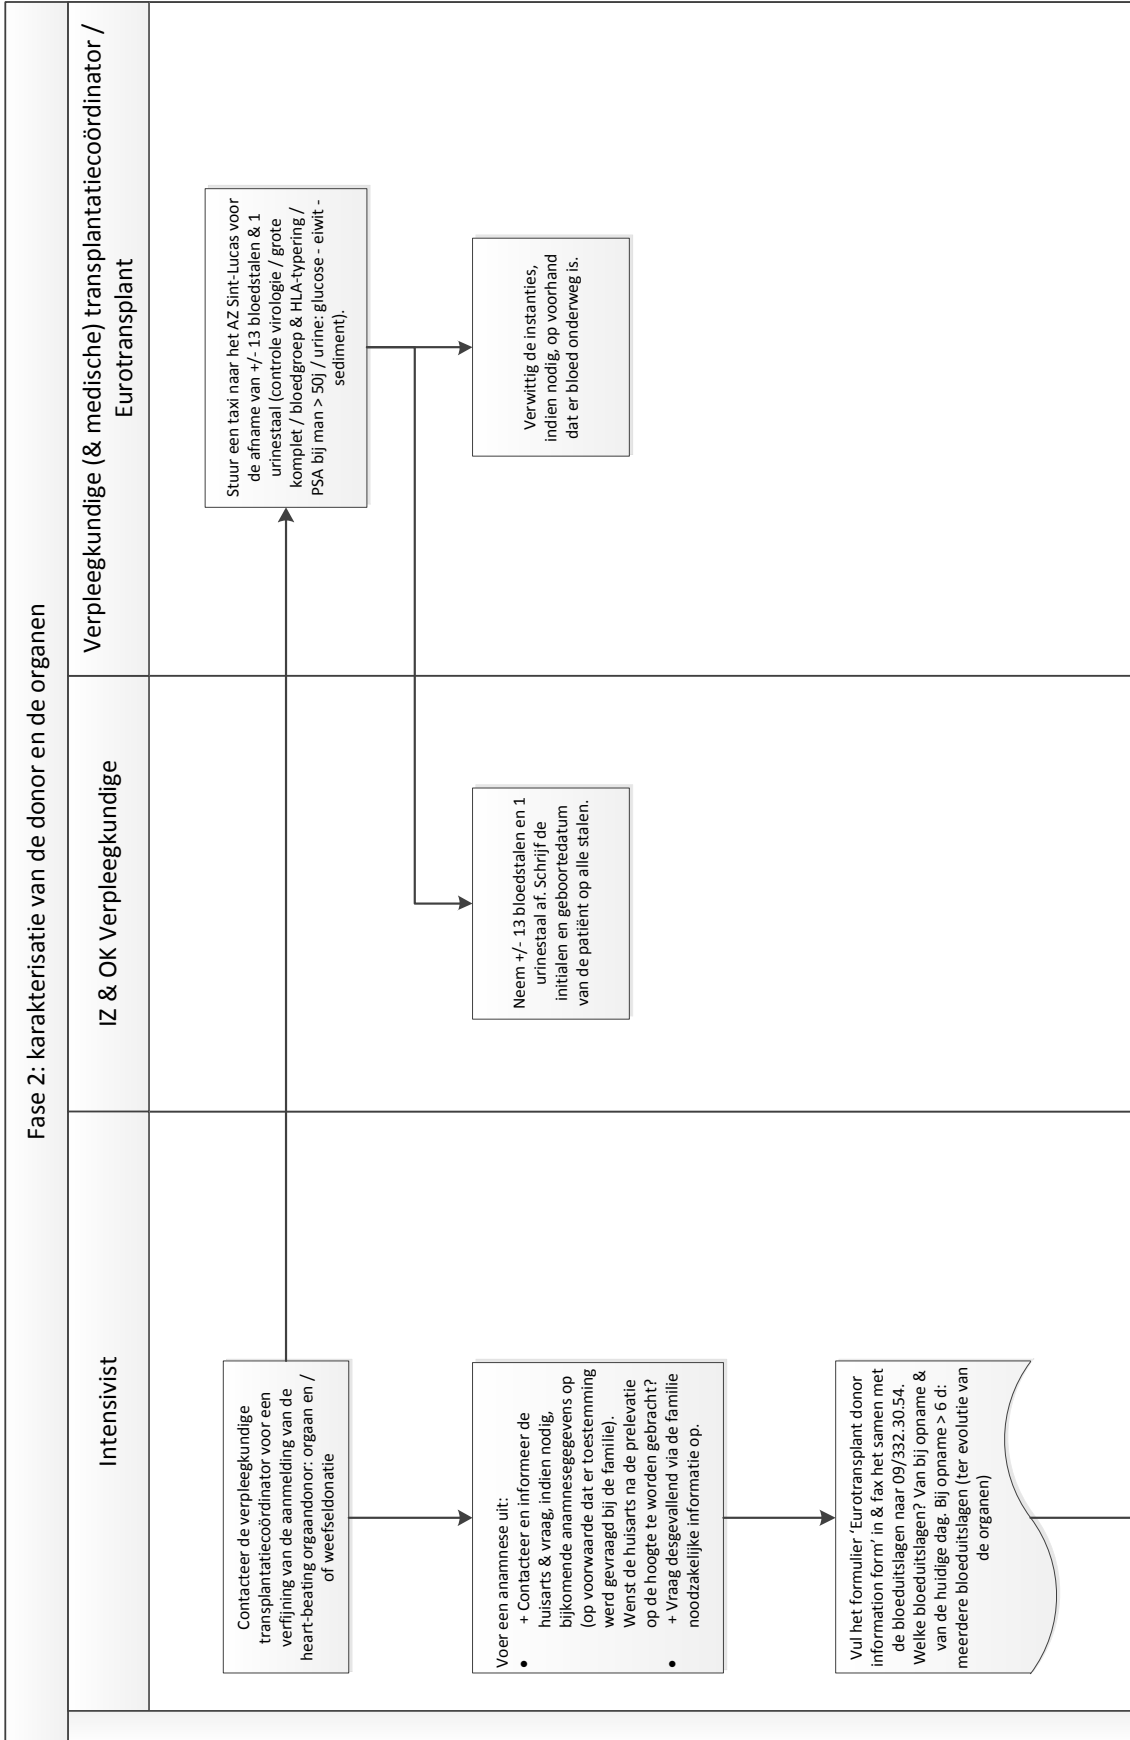 Fase 2: karakterisatie van de donor en de organen
Intensivist
IZ & OK Verpleegkundige
Verpleegkundige (& medische) transplantatiecoördinator /
Eurotransplant
Contacteer de verpleegkundige
transplantatiecoördinator voor een
verfijning van de aanmelding van de
heart-beating orgaandonor: orgaan en /
of weefseldonatie
Stuur een taxi naar het AZ Sint-Lucas voor
de afname van +/- 13 bloedstalen & 1
urinestaal (controle virologie / grote
komplet / bloedgroep & HLA-typering /
PSA bij man > 50j / urine: glucose - eiwit -
sediment).
Voer een anamnese uit:
• + Contacteer en informeer de
huisarts & vraag, indien nodig,
bijkomende anamnesegegevens op
(op voorwaarde dat er toestemming
werd gevraagd bij de familie).
Wenst de huisarts na de prelevatie
op de hoogte te worden gebracht?
• + Vraag desgevallend via de familie
noodzakelijke informatie op.
Neem +/- 13 bloedstalen en 1
urinestaal af. Schrijf de
initialen en geboortedatum
van de patiënt op alle stalen.
Verwittig de instanties,
indien nodig, op voorhand
dat er bloed onderweg is.
Vul het formulier ‘Eurotransplant donor
information form’ in & fax het samen met
de bloeduitslagen naar 09/332.30.54.
Welke bloeduitslagen? Van bij opname &
van de huidige dag. Bij opname > 6 d:
meerdere bloeduitslagen (ter evolutie van
de organen)